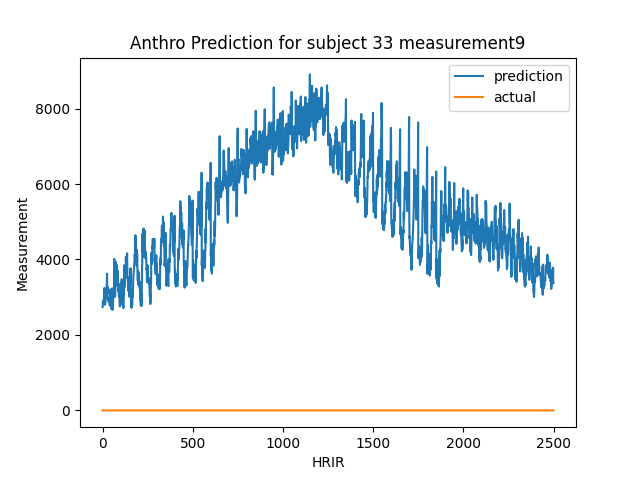 Anthro Prediction for subject 33 measurement9
prediction
actual
8000
6000
4000
2000
0
Measurement
0 500 1000 1500 2000 2500
HRIR